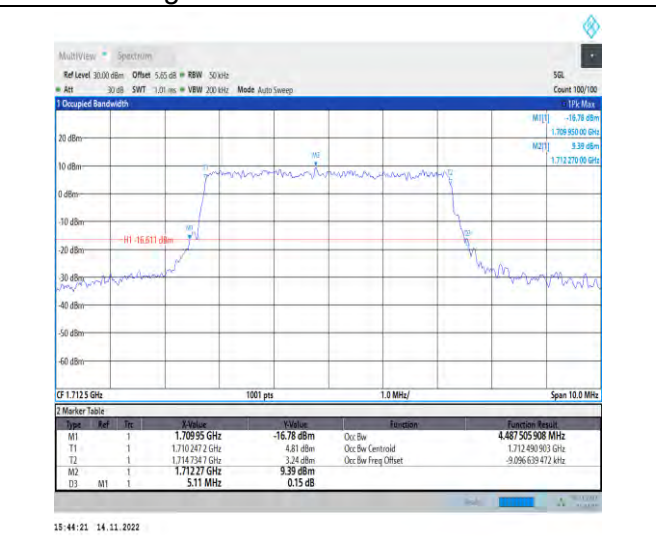 MultiView Spectrum
Ref Level 30.00 dBm Offset 5.65 dB RBW 50 kHz SGL
Att 30 dB SWT 1.01 ms VBW 200 kHz Mode Auto Sweep Count 100/100
1 Occupied Bandwidth 1Pk Max
M1[1] -16.78 dBm
1.709 950 00 GHz
20 dBm M2[1] 9.39 dBm
1.712 270 00 GHz
M2
10 dBm
T1 T2
0 dBm
-10 dBm
M1 D3
H1 -16.611 dBm
-20 dBm
-30 dBm
-40 dBm
-50 dBm
-60 dBm
CF 1.712 5 GHz 1001 pts 1.0 MHz/ Span 10.0 MHz
2 Marker Table
Type Ref Trc X-Value Y-Value Function Function Result
M1 1 1.709 95 GHz -16.78 dBm Occ Bw 4.487 505 908 MHz
T1 1 1.710 247 2 GHz 4.81 dBm Occ Bw Centroid 1.712 490 903 GHz
T2 1 1.714 734 7 GHz 3.24 dBm Occ Bw Freq Offset -9.096 639 472 kHz
M2 1 1.712 27 GHz 9.39 dBm
D3 M1 1 5.11 MHz 0.15 dB
15:44:21 14.11.2022